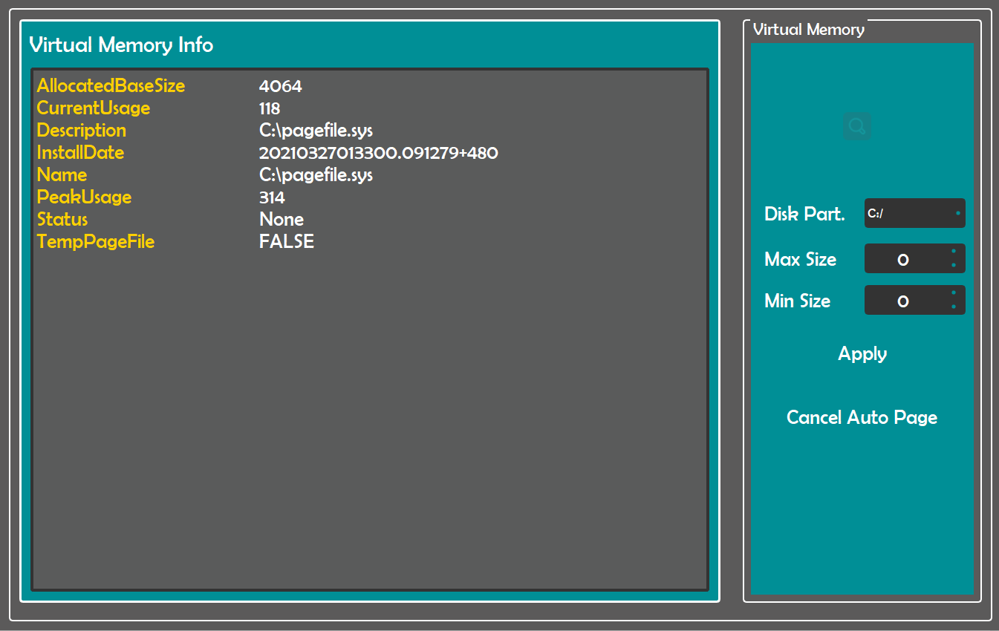 Virtual Memory Info
AllocatedBaseSize 4064
CurrentUsage 118
Description C:\pagefile.sys
InstallDate 20210327013300.091279+480
Name C:\pagefile.sys
PeakUsage 314
Status None
TempPageFile FALSE
Virtual Memory
Disk Part. C:/
Max Size 0
Min Size 0
Apply
Cancel Auto Page